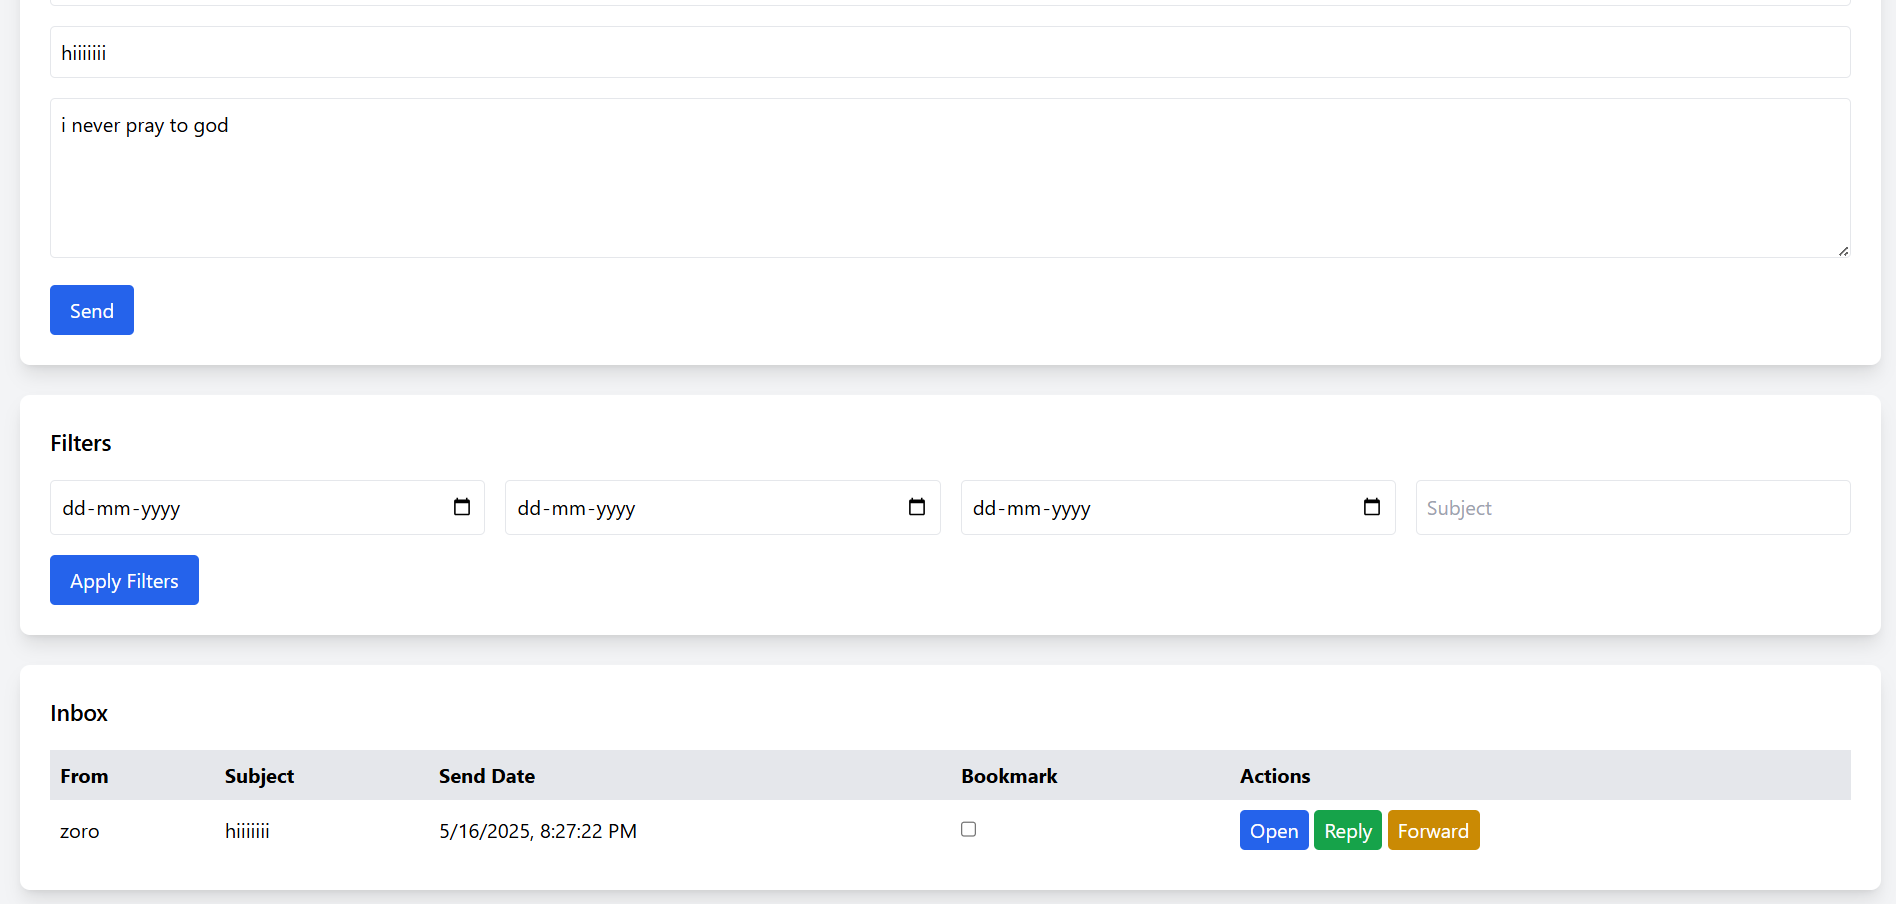 hiiiiiii
i never pray to god
Send
Filters
dd-mm-yyyy dd-mm-yyyy dd-mm-yyyy Subject
Apply Filters
Inbox
From Subject Send Date Bookmark Actions
zoro hiiiiiii 5/16/2025, 8:27:22 PM Open Reply Forward